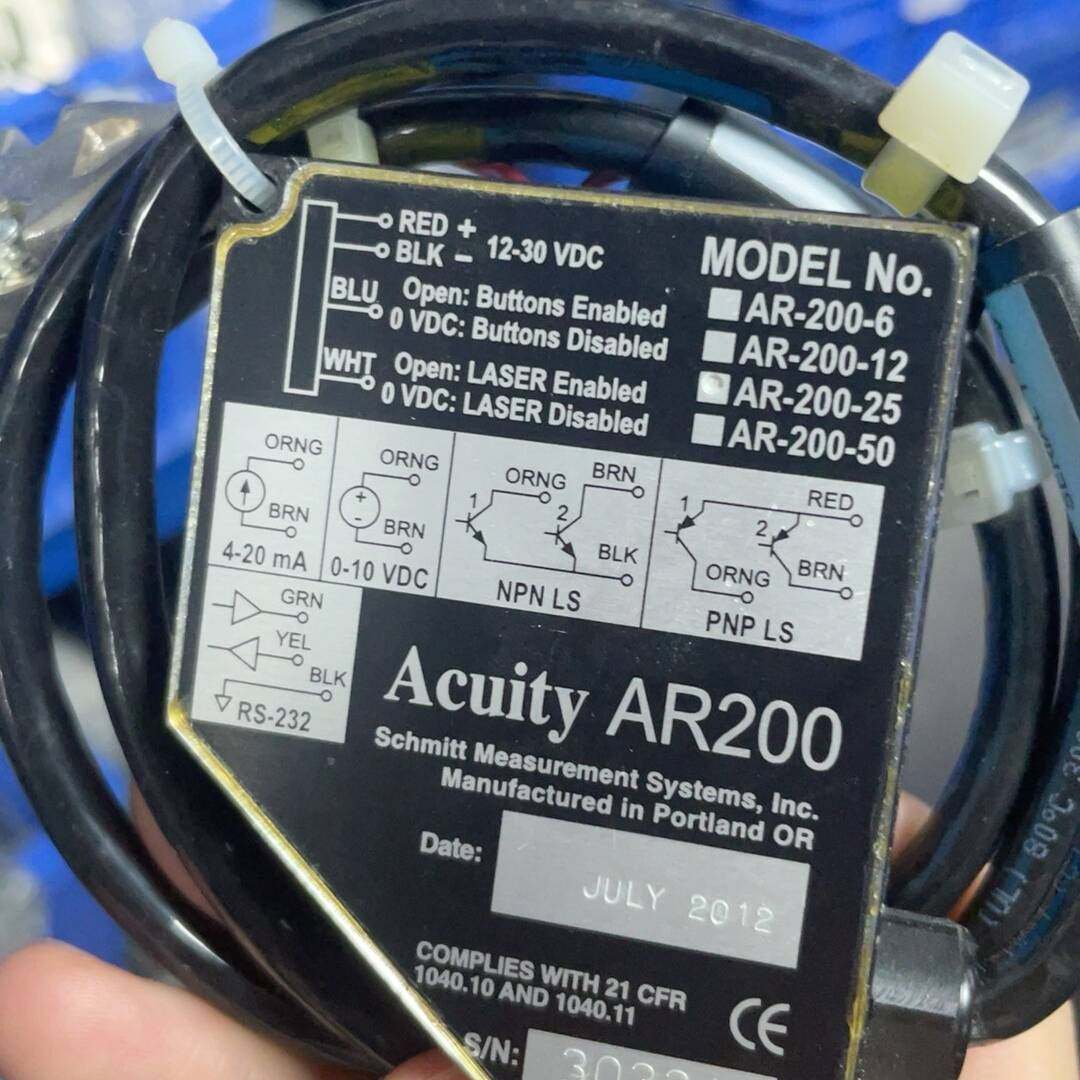 RED +
BLK - 12-30 VDC
BLU Open: Buttons Enabled
0 VDC: Buttons Disabled
WHT Open: LASER Enabled
0 VDC: LASER Disabled
MODEL No.
AR-200-6
AR-200-12
AR-200-25
AR-200-50
ORNG
BRN
4-20 mA
ORNG
+
-
BRN
0-10 VDC
1 ORNG BRN
2
BLK
NPN LS
1 RED
2
ORNG BRN
PNP LS
GRN
YEL
BLK
RS-232
Acuity AR200
Schmitt Measurement Systems, Inc.
Manufactured in Portland OR
Date: JULY 2012
COMPLIES WITH 21 CFR
1040.10 AND 1040.11
CE
S/N:
(UL) 80°C